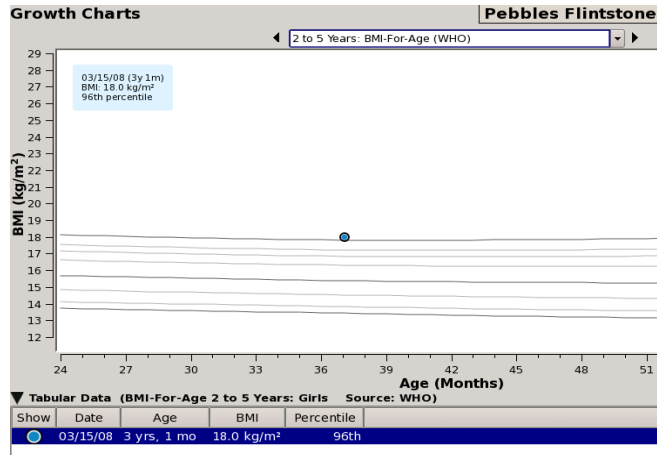 Growth Charts Pebbles Flintstone
2 to 5 Years: BMI-For-Age (WHO)
29
28
27
26
25
24
23
22
21
20
19
18
17
16
15
14
13
12
BMI (kg/m²)
03/15/08 (3y 1m)
BMI: 18.0 kg/m²
96th percentile
24 27 30 33 36 39 42 45 48 51
Age (Months)
Tabular Data (BMI-For-Age 2 to 5 Years: Girls Source: WHO)
Show Date Age BMI Percentile
03/15/08 3 yrs, 1 mo 18.0 kg/m² 96th